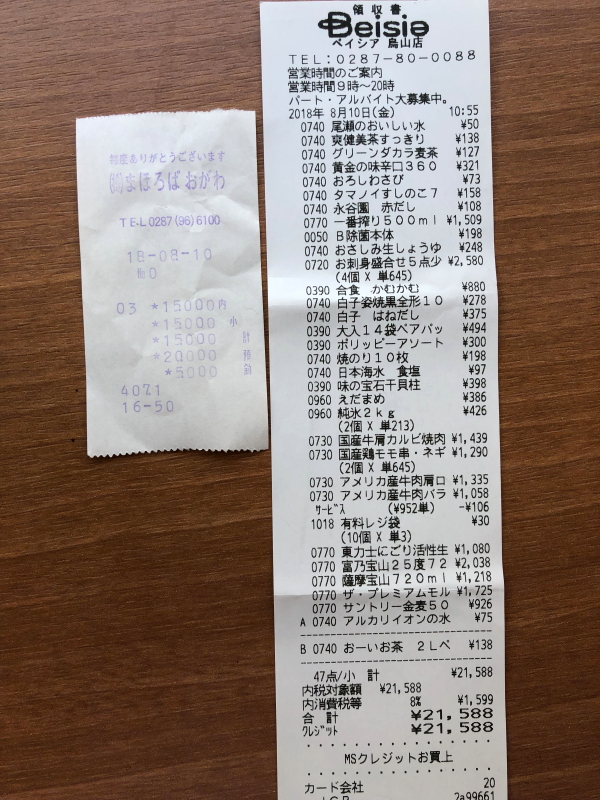 毎度ありがとうございます
(有)まほろば おがわ
TEL0287(96)6100
18-08-10
№0
03 *15000内
*15000 小
*15000 計
*20000 預
*5000 釣
4071
16-50
領収書
Beisia
ベイシア 烏山店
TEL:0287-80-0088
営業時間のご案内
営業時間9時〜20時
パート・アルバイト大募集中。
2018年 8月10日(金) 10:55
0740 尾瀬のおいしい水 ¥50
0740 爽健美茶すっきり ¥138
0740 グリーンダカラ麦茶 ¥127
0740 黄金の味辛口360 ¥321
0740 おろしわさび ¥73
0740 タマノイすしのこ7 ¥158
0740 永谷園 赤だし ¥108
0770 一番搾り500ml ¥1,509
0050 B除菌本体 ¥198
0740 おさしみ生しょうゆ ¥248
0720 お刺身盛合せ5点少 ¥2,580
(4個 X 単645)
0390 合食 かむかむ ¥880
0740 白子姿焼黒全形10 ¥278
0740 白子 はねだし ¥375
0390 大入14袋ペアパッ ¥494
0390 ポリッピーアソート ¥300
0740 焼のり10枚 ¥198
0740 日本海水 食塩 ¥97
0390 味の宝石干貝柱 ¥398
0960 えだまめ ¥386
0960 純氷2kg ¥426
(2個 X 単213)
0730 国産牛肩カルビ焼肉 ¥1,439
0730 国産鶏モモ串・ネギ ¥1,290
(2個 X 単645)
0730 アメリカ産牛肉肩口 ¥1,335
0730 アメリカ産牛肉バラ ¥1,058
サービス (¥952単) -¥106
1018 有料レジ袋 ¥30
(10個 X 単3)
0770 東力士にごり活性生 ¥1,080
0770 富乃宝山25度72 ¥2,038
0770 薩摩宝山720ml ¥1,218
0770 ザ・プレミアムモル ¥1,725
0770 サントリー金麦50 ¥926
A 0740 アルカリイオンの水 ¥75
B 0740 おーいお茶 2Lペ ¥138
47点/小 計 ¥21,588
内税対象額 ¥21,588
内消費税等 8% ¥1,599
合 計 ¥21,588
クレジット ¥21,588
MSクレジットお買上
カード会社 20
JCB 2a99661